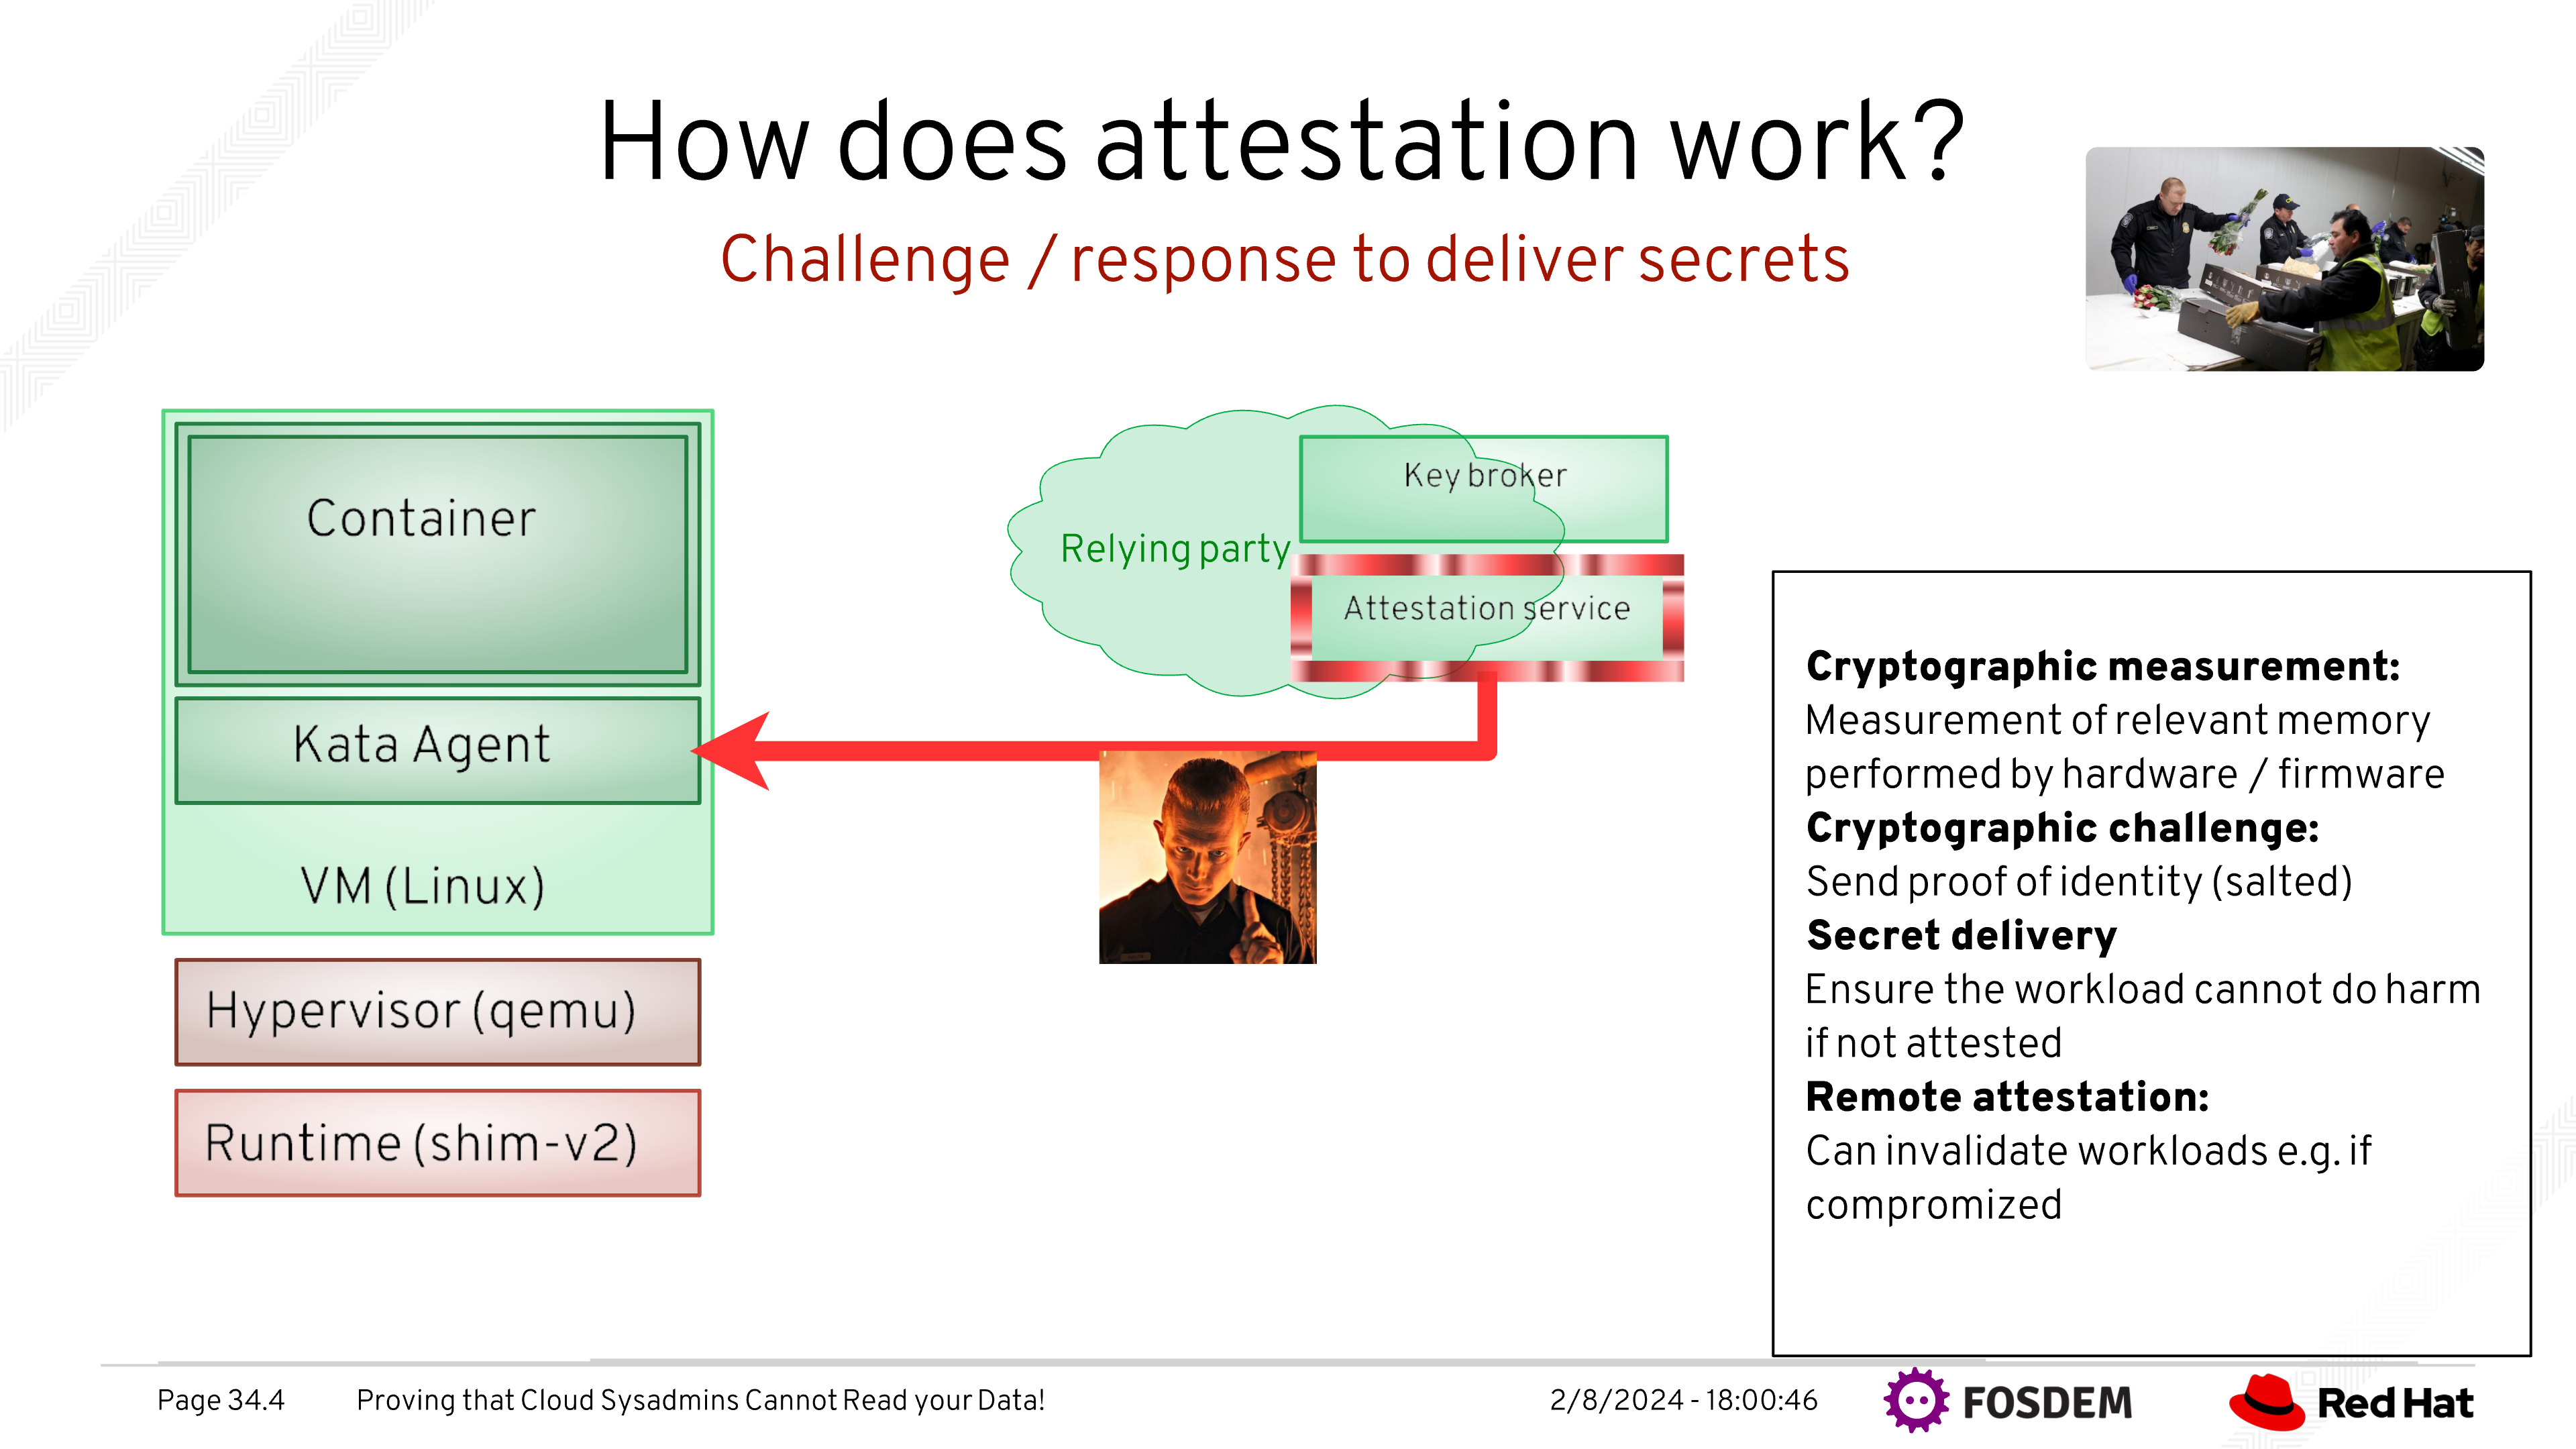 How does attestation work?
Challenge / response to deliver secrets
Container
Kata Agent
VM (Linux)
Hypervisor (qemu)
Runtime (shim-v2)
Relying party
Key broker
Attestation service
Cryptographic measurement:
Measurement of relevant memory
performed by hardware / firmware
Cryptographic challenge:
Send proof of identity (salted)
Secret delivery
Ensure the workload cannot do harm
if not attested
Remote attestation:
Can invalidate workloads e.g. if
compromized
Page 34.4
Proving that Cloud Sysadmins Cannot Read your Data!
2/8/2024 - 18:00:46
FOSDEM
Red Hat